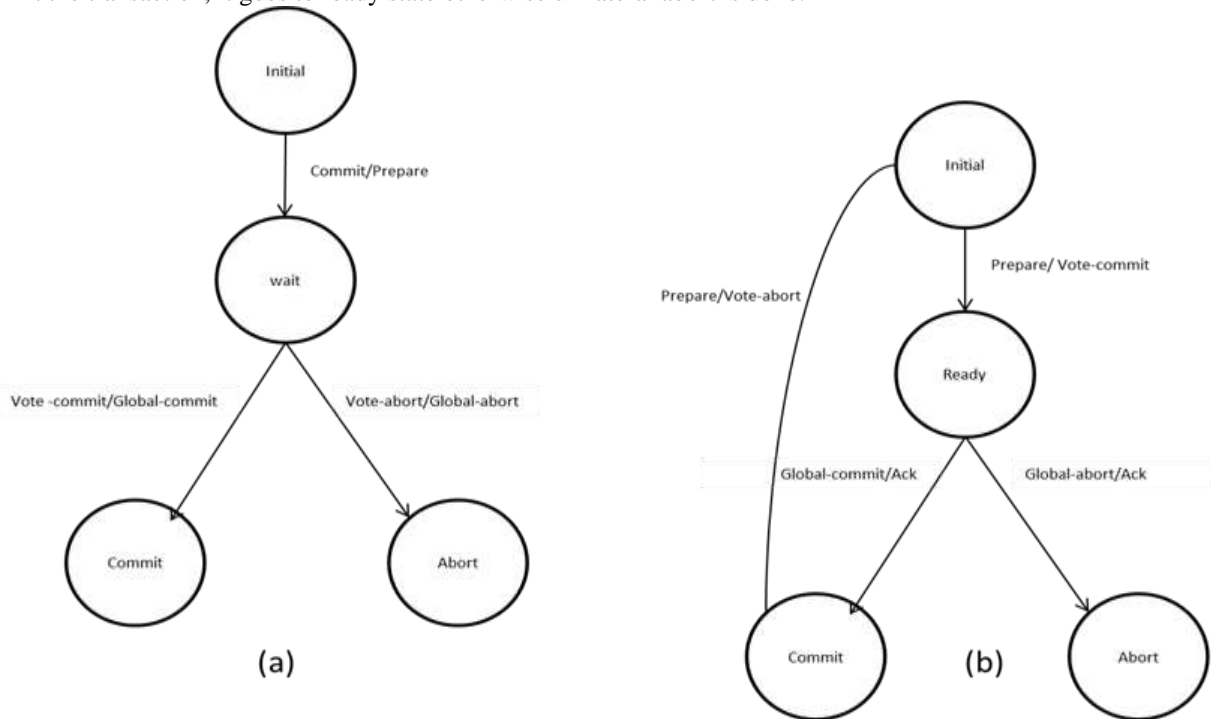 Initial
Commit/Prepare
wait
Vote -commit/Global-commit
Vote-abort/Global-abort
Commit
Abort
(a)
Initial
Prepare/ Vote-commit
Prepare/Vote-abort
Ready
Global-commit/Ack
Global-abort/Ack
Commit
Abort
(b)